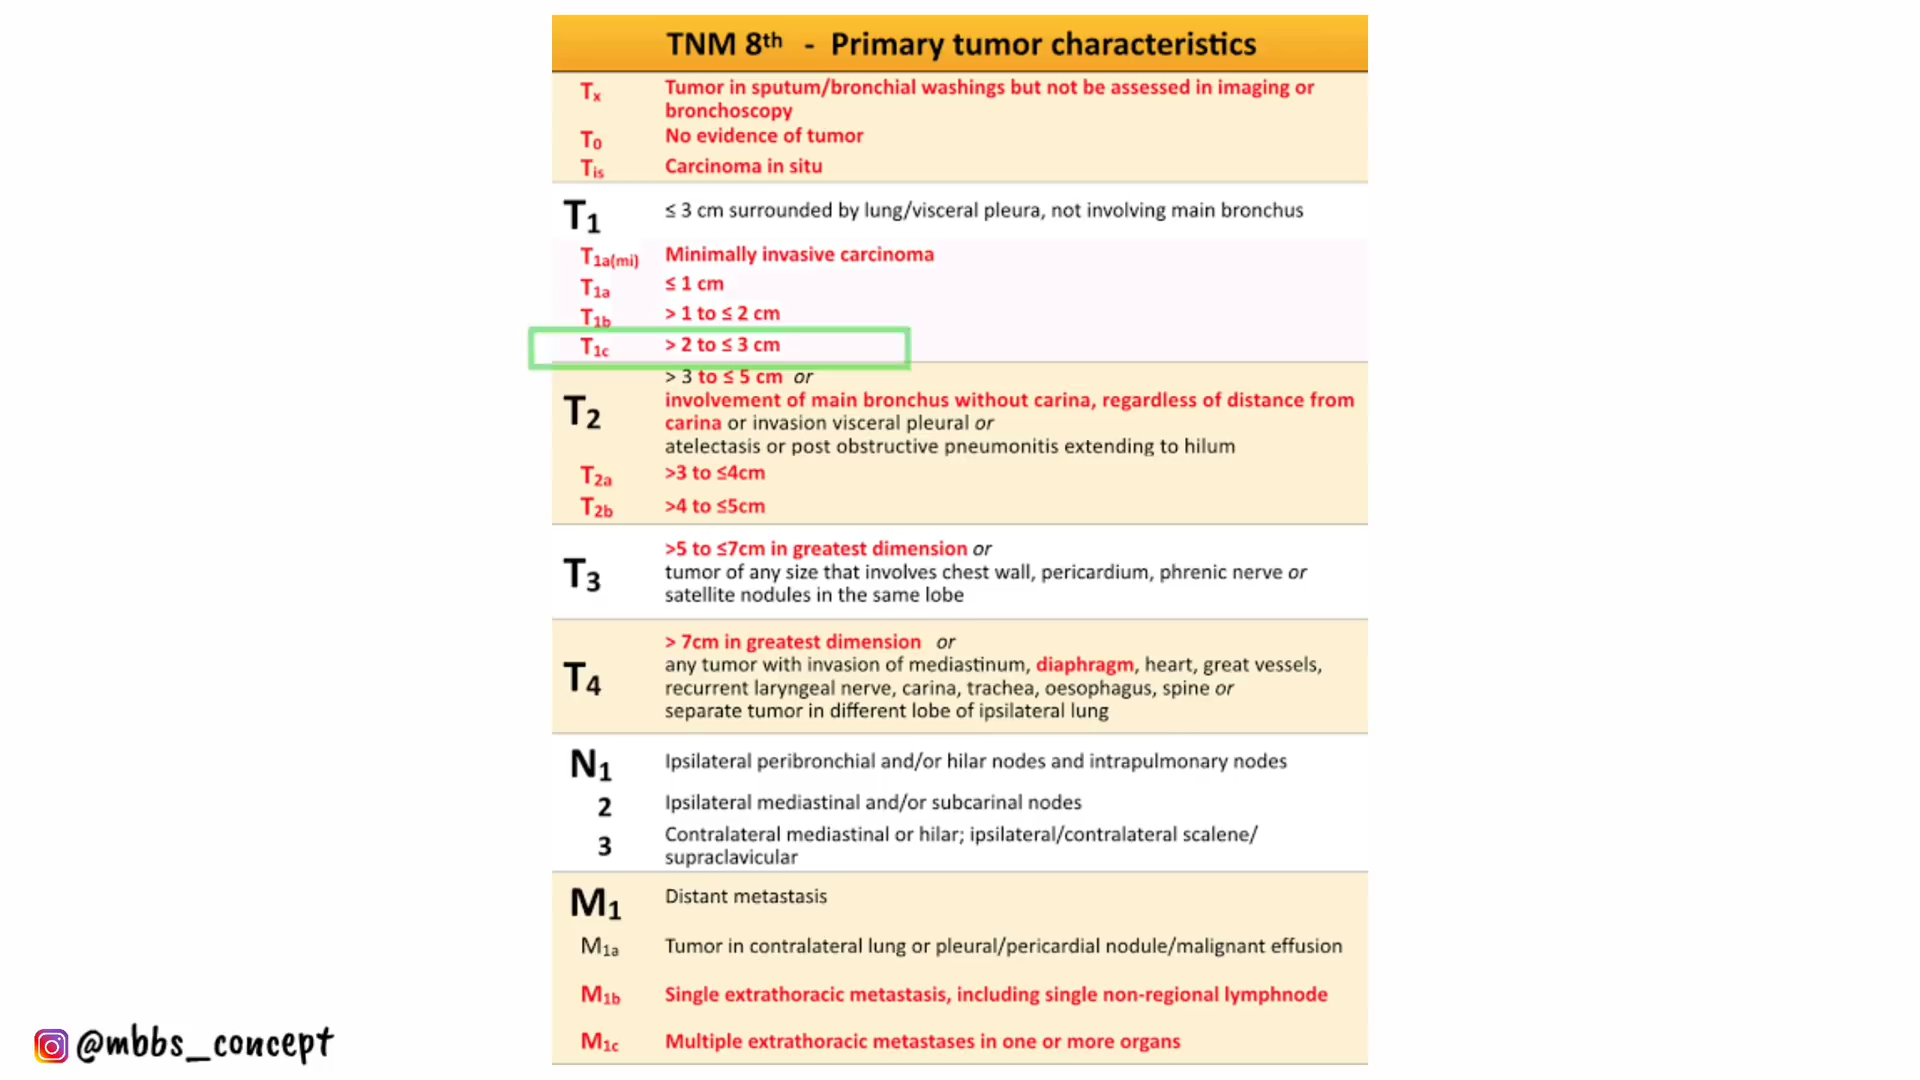 TNM 8th - Primary tumor characteristics
Tx Tumor in sputum/bronchial washings but not be assessed in imaging or
bronchoscopy
T0 No evidence of tumor
Tis Carcinoma in situ
T1 ≤ 3 cm surrounded by lung/visceral pleura, not involving main bronchus
T1a(mi) Minimally invasive carcinoma
T1a ≤ 1 cm
T1b > 1 to ≤ 2 cm
T1c > 2 to ≤ 3 cm
> 3 to ≤ 5 cm or
involvement of main bronchus without carina, regardless of distance from
T2 carina or invasion visceral pleural or
atelectasis or post obstructive pneumonitis extending to hilum
T2a >3 to ≤4cm
T2b >4 to ≤5cm
>5 to ≤7cm in greatest dimension or
T3 tumor of any size that involves chest wall, pericardium, phrenic nerve or
satellite nodules in the same lobe
> 7cm in greatest dimension or
any tumor with invasion of mediastinum, diaphragm, heart, great vessels,
T4 recurrent laryngeal nerve, carina, trachea, oesophagus, spine or
separate tumor in different lobe of ipsilateral lung
N1 Ipsilateral peribronchial and/or hilar nodes and intrapulmonary nodes
2 Ipsilateral mediastinal and/or subcarinal nodes
3 Contralateral mediastinal or hilar; ipsilateral/contralateral scalene/
supraclavicular
M1 Distant metastasis
M1a Tumor in contralateral lung or pleural/pericardial nodule/malignant effusion
M1b Single extrathoracic metastasis, including single non-regional lymphnode
M1c Multiple extrathoracic metastases in one or more organs
@mbbs_concept